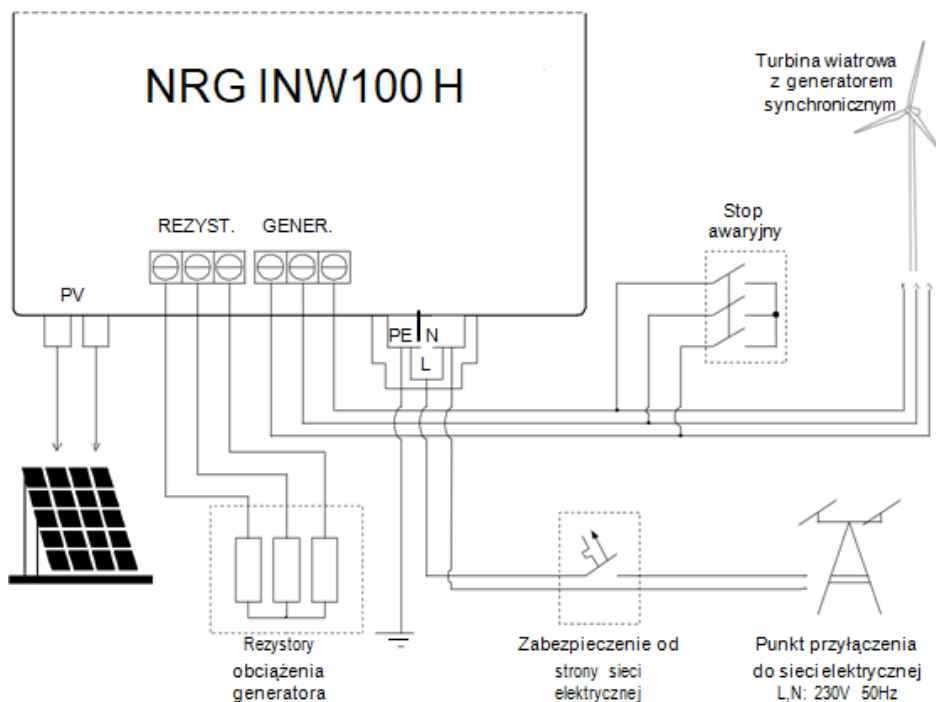 NRG INW100 H
Turbina wiatrowa
z generatorem
synchronicznym
REZYST. GENER.
Stop
awaryjny
PV
PE N
L
Rezystory
obciążenia
generatora
Zabezpieczenie od
strony sieci
elektrycznej
Punkt przyłączenia
do sieci elektrycznej
L,N: 230V 50Hz